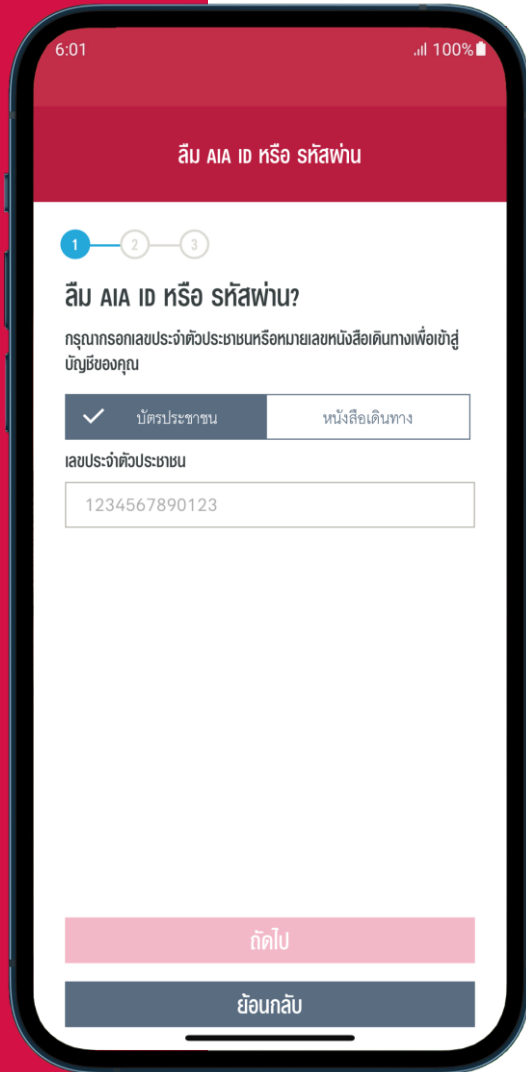 6:01 100%
ลืม AIA ID หรือ รหัสผ่าน
1 2 3
ลืม AIA ID หรือ รหัสผ่าน?
กรุณากรอกเลขประจำตัวประชาชนหรือหมายเลขหนังสือเดินทางเพื่อเข้าสู่
บัญชีของคุณ
บัตรประชาชน หนังสือเดินทาง
เลขประจำตัวประชาชน
1234567890123
ถัดไป
ย้อนกลับ